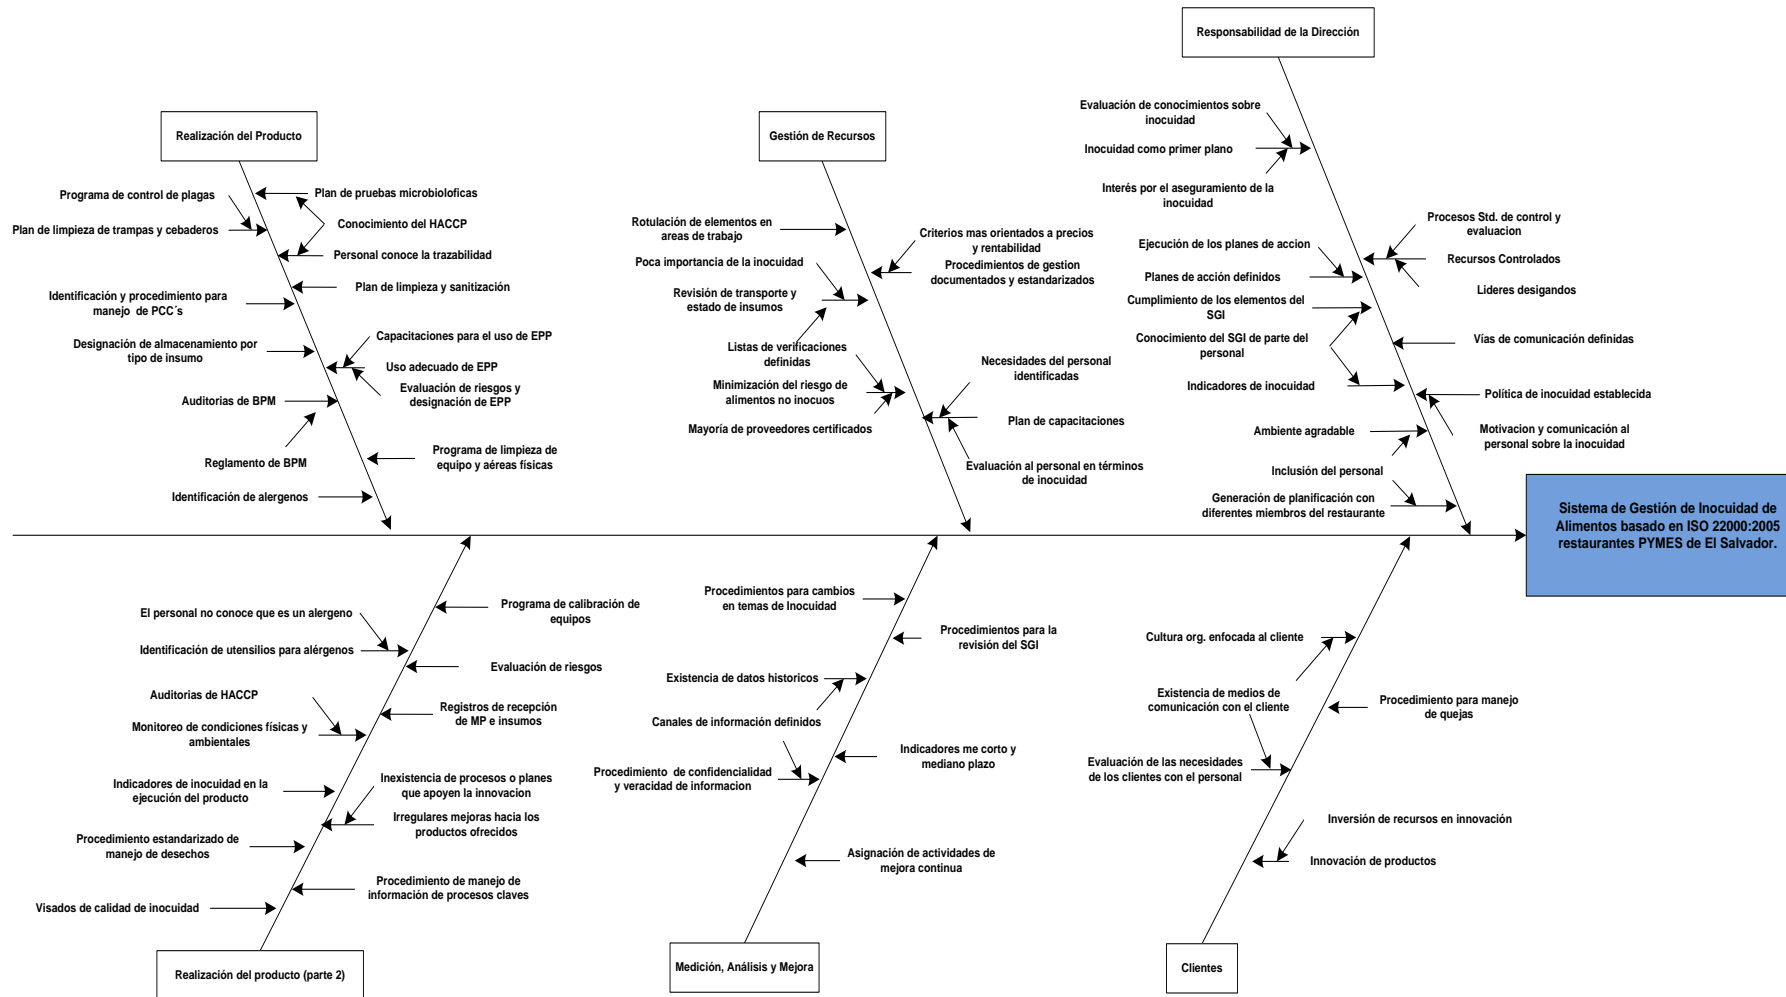 Responsabilidad de la Dirección
Evaluación de conocimientos sobre
inocuidad
Inocuidad como primer plano
Interés por el aseguramiento de la
inocuidad
Procesos Std. de control y
evaluacion
Ejecución de los planes de accion
Recursos Controlados
Planes de acción definidos
Lideres desigandos
Cumplimiento de los elementos del
SGI
Conocimiento del SGI de parte del
personal
Vías de comunicación definidas
Indicadores de inocuidad
Política de inocuidad establecida
Ambiente agradable
Motivacion y comunicación al
personal sobre la inocuidad
Inclusión del personal
Generación de planificación con
diferentes miembros del restaurante
Gestión de Recursos
Rotulación de elementos en
areas de trabajo
Criterios mas orientados a precios
y rentabilidad
Poca importancia de la inocuidad
Procedimientos de gestion
documentados y estandarizados
Revisión de transporte y
estado de insumos
Listas de verificaciones
definidas
Necesidades del personal
identificadas
Minimización del riesgo de
alimentos no inocuos
Plan de capacitaciones
Mayoría de proveedores certificados
Evaluación al personal en términos
de inocuidad
Realización del Producto
Programa de control de plagas
Plan de pruebas microbioloficas
Plan de limpieza de trampas y cebaderos
Conocimiento del HACCP
Personal conoce la trazabilidad
Plan de limpieza y sanitización
Identificación y procedimiento para
manejo de PCC´s
Designación de almacenamiento por
tipo de insumo
Capacitaciones para el uso de EPP
Uso adecuado de EPP
Evaluación de riesgos y
designación de EPP
Auditorias de BPM
Reglamento de BPM
Programa de limpieza de
equipo y aéreas físicas
Identificación de alergenos
Sistema de Gestión de Inocuidad de
Alimentos basado en ISO 22000:2005
restaurantes PYMES de El Salvador.
El personal no conoce que es un alergeno
Programa de calibración de
equipos
Identificación de utensilios para alérgenos
Evaluación de riesgos
Auditorias de HACCP
Registros de recepción
de MP e insumos
Monitoreo de condiciones físicas y
ambientales
Indicadores de inocuidad en la
ejecución del producto
Inexistencia de procesos o planes
que apoyen la innovacion
Irregulares mejoras hacia los
productos ofrecidos
Procedimiento estandarizado de
manejo de desechos
Procedimiento de manejo de
información de procesos claves
Visados de calidad de inocuidad
Realización del producto (parte 2)
Procedimientos para cambios
en temas de Inocuidad
Procedimientos para la
revisión del SGI
Existencia de datos historicos
Canales de información definidos
Indicadores me corto y
mediano plazo
Procedimiento de confidencialidad
y veracidad de informacion
Asignación de actividades de
mejora continua
Medición, Análisis y Mejora
Cultura org. enfocada al cliente
Existencia de medios de
comunicación con el cliente
Procedimiento para manejo
de quejas
Evaluación de las necesidades
de los clientes con el personal
Inversión de recursos en innovación
Innovación de productos
Clientes